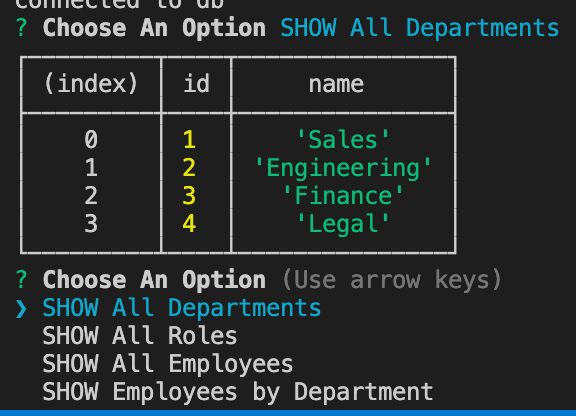 connected to db
? Choose An Option SHOW All Departments
(index) id name
0 1 'Sales'
1 2 'Engineering'
2 3 'Finance'
3 4 'Legal'
? Choose An Option (Use arrow keys)
❯ SHOW All Departments
SHOW All Roles
SHOW All Employees
SHOW Employees by Department